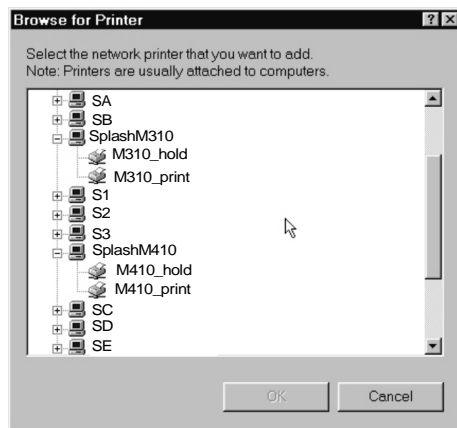 Browse for Printer
Select the network printer that you want to add.
Note: Printers are usually attached to computers.
SA
SB
SplashM310
M310_hold
M310_print
S1
S2
S3
SplashM410
M410_hold
M410_print
SC
SD
SE
OK
Cancel